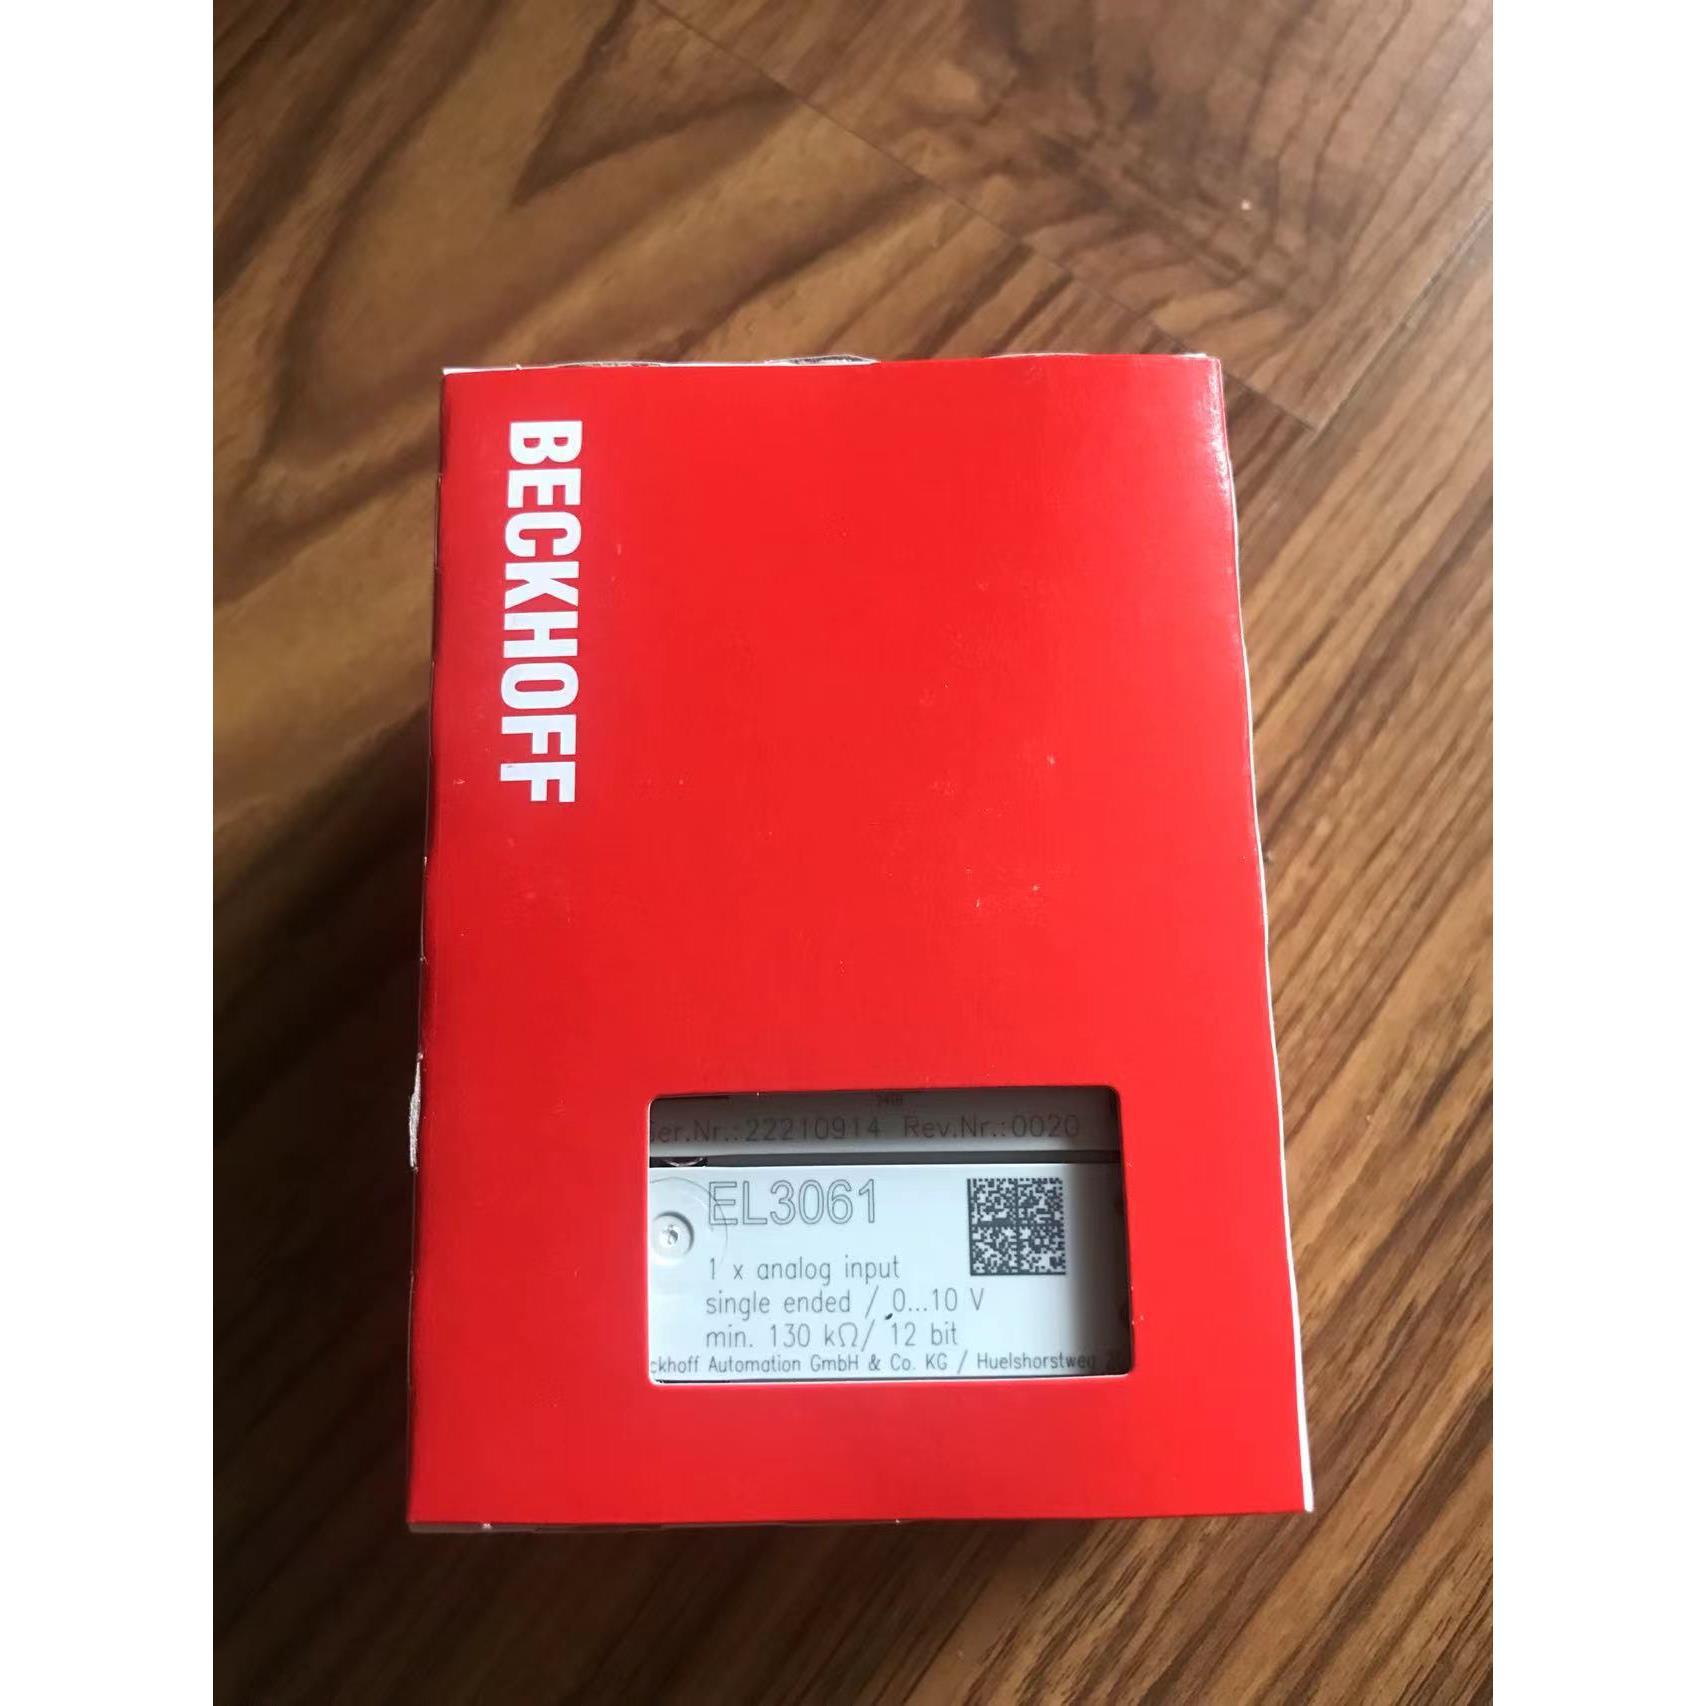 BECKHOFF
Ser.Nr.:22210914 Rev.Nr.:0020
EL3061
1 x analog input
single ended / 0...10 V
min. 130 kΩ/ 12 bit
ckhoff Automation GmbH & Co. KG / Huelshorstweg